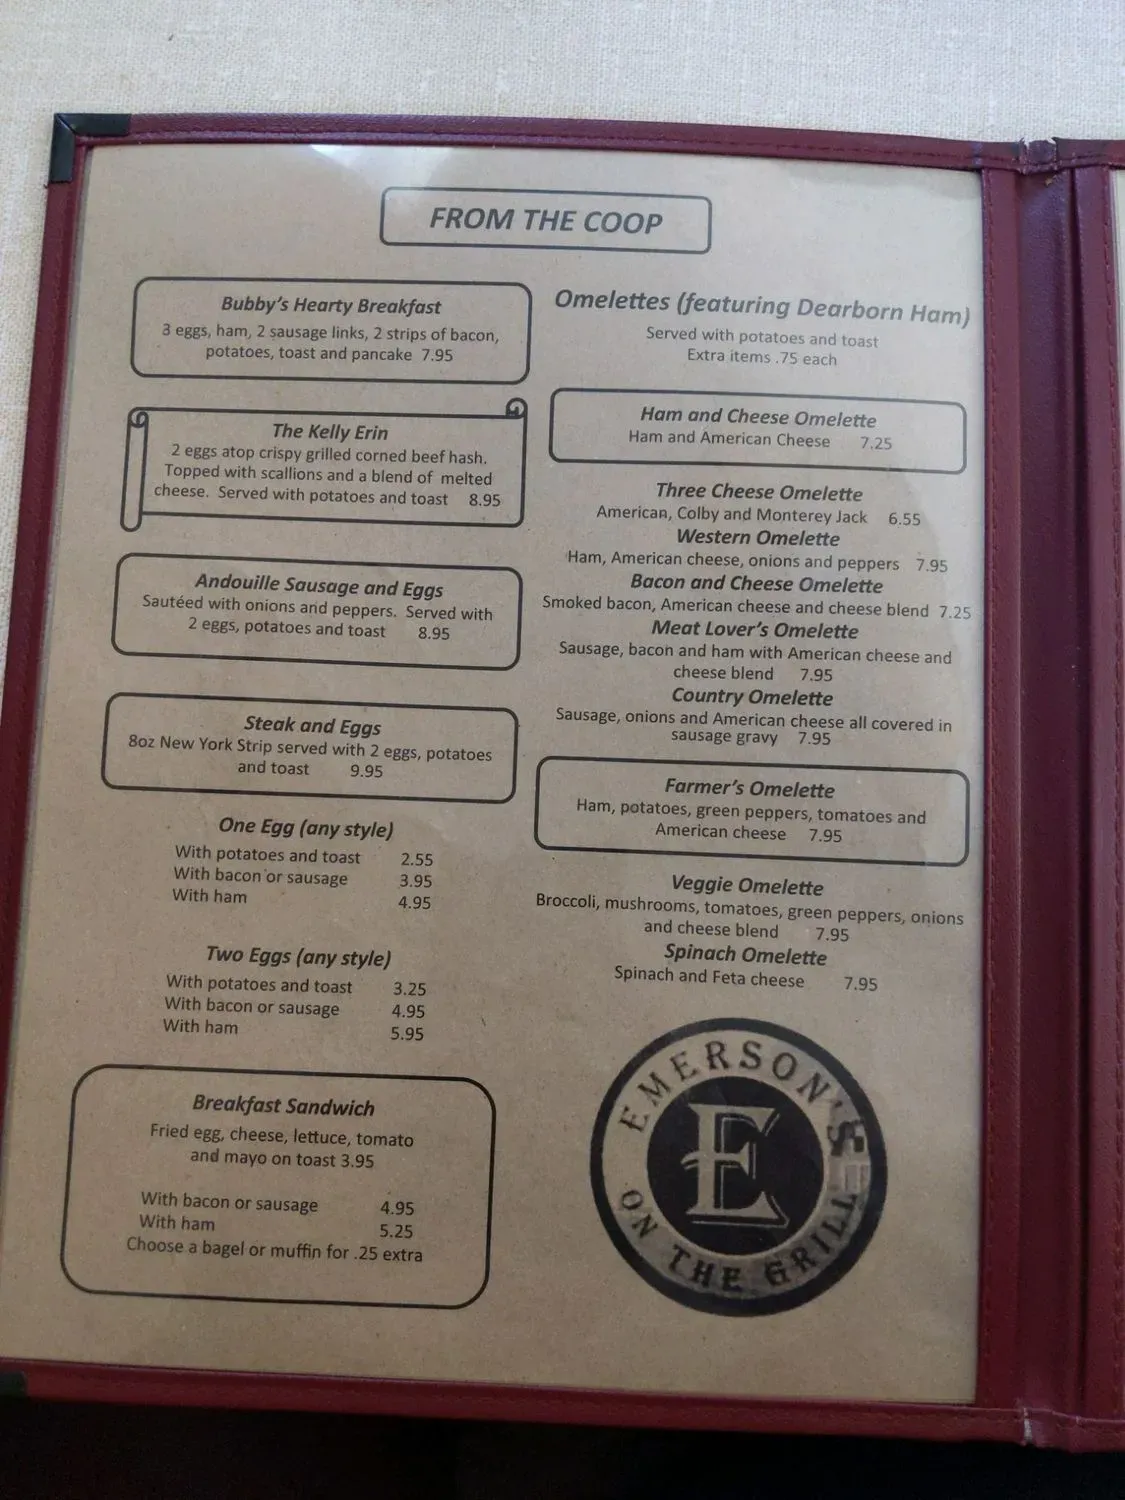 FROM THE COOP
Bubby's Hearty Breakfast
3 eggs, ham, 2 sausage links, 2 strips of bacon,
potatoes, toast and pancake 7.95
The Kelly Erin
2 eggs atop crispy grilled corned beef hash.
Topped with scallions and a blend of melted
cheese. Served with potatoes and toast 8.95
Andouille Sausage and Eggs
Sautéed with onions and peppers. Served with
2 eggs, potatoes and toast 8.95
Steak and Eggs
8oz New York Strip served with 2 eggs, potatoes
and toast 9.95
One Egg (any style)
With potatoes and toast 2.55
With bacon or sausage 3.95
With ham 4.95
Two Eggs (any style)
With potatoes and toast 3.25
With bacon or sausage 4.95
With ham 5.95
Breakfast Sandwich
Fried egg, cheese, lettuce, tomato
and mayo on toast 3.95
With bacon or sausage 4.95
With ham 5.25
Choose a bagel or muffin for .25 extra
Omelettes (featuring Dearborn Ham)
Served with potatoes and toast
Extra items .75 each
Ham and Cheese Omelette
Ham and American Cheese 7.25
Three Cheese Omelette
American, Colby and Monterey Jack 6.55
Western Omelette
Ham, American cheese, onions and peppers 7.95
Bacon and Cheese Omelette
Smoked bacon, American cheese and cheese blend 7.25
Meat Lover's Omelette
Sausage, bacon and ham with American cheese and
cheese blend 7.95
Country Omelette
Sausage, onions and American cheese all covered in
sausage gravy 7.95
Farmer's Omelette
Ham, potatoes, green peppers, tomatoes and
American cheese 7.95
Veggie Omelette
Broccoli, mushrooms, tomatoes, green peppers, onions
and cheese blend 7.95
Spinach Omelette
Spinach and Feta cheese 7.95
EMERSON'S
E
ON THE GRILL